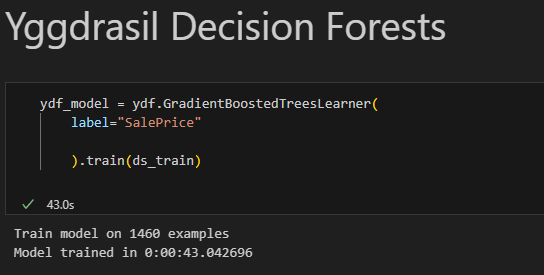 Yggdrasil Decision Forests
ydf_model = ydf.GradientBoostedTreesLearner(
label="SalePrice"
).train(ds_train)
43.0s
Train model on 1460 examples
Model trained in 0:00:43.042696